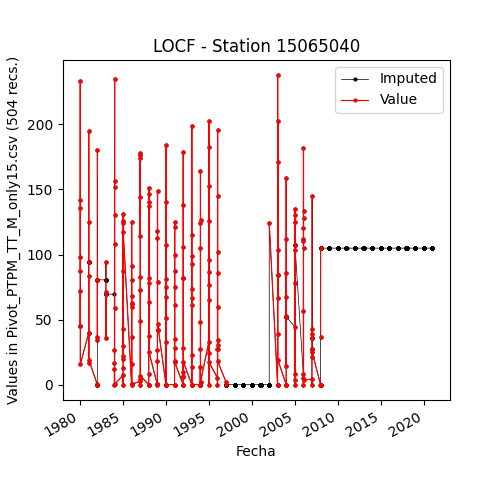 LOCF - Station 15065040
Imputed
Value
Values in Pivot_PTPM_TT_M_only15.csv (504 recs.)
200
150
100
50
0
1980
1985
1990
1995
2000
2005
2010
2015
2020
Fecha